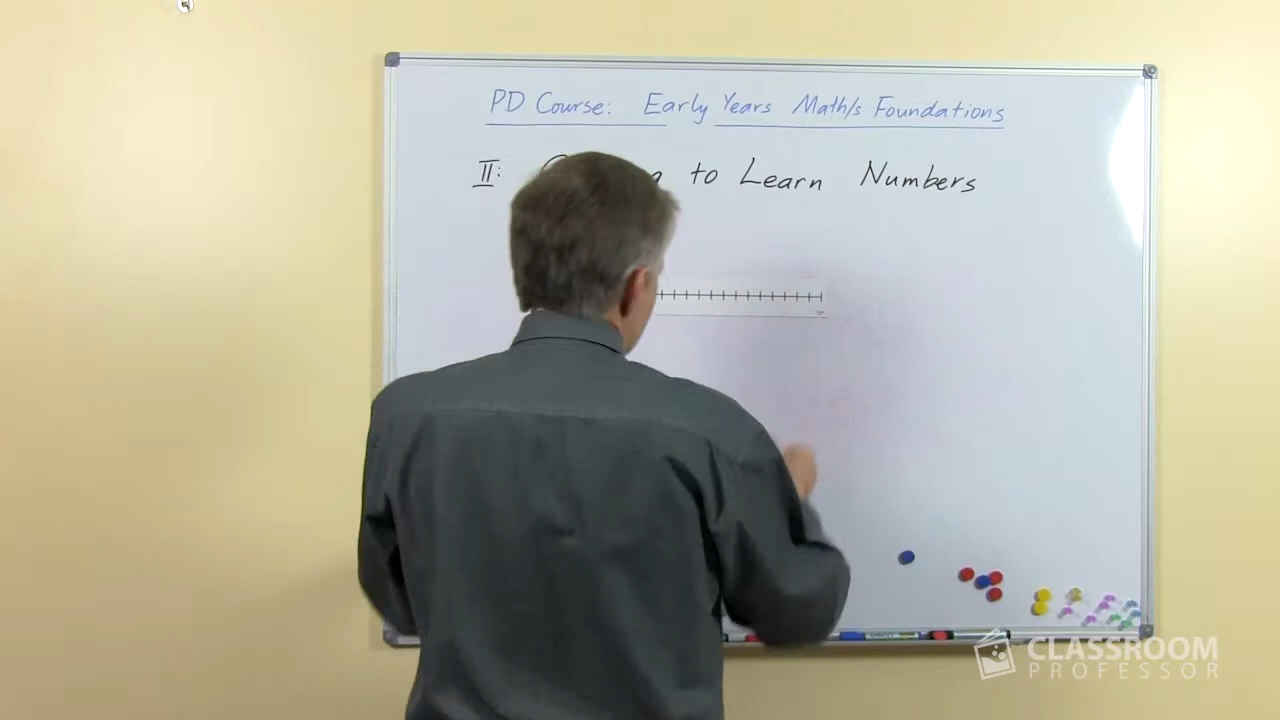 PD Course: Early Years Math/s Foundations
II: to Learn Numbers
CLASSROOM
PROFESSOR